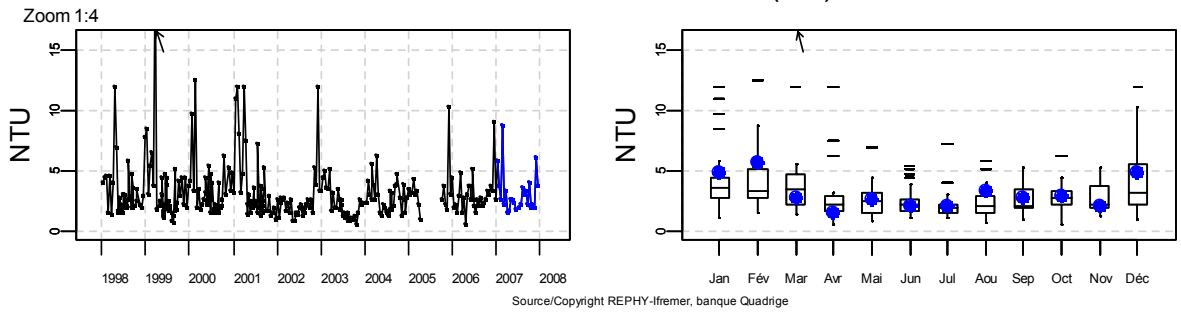 Zoom 1:4
NTU
15
10
5
0
1998 1999 2000 2001 2002 2003 2004 2005 2006 2007 2008
NTU
15
10
5
0
Jan Fév Mar Avr Mai Jun Jul Aou Sep Oct Nov Déc
Source/Copyright REPHY-Ifremer, banque Quadrige